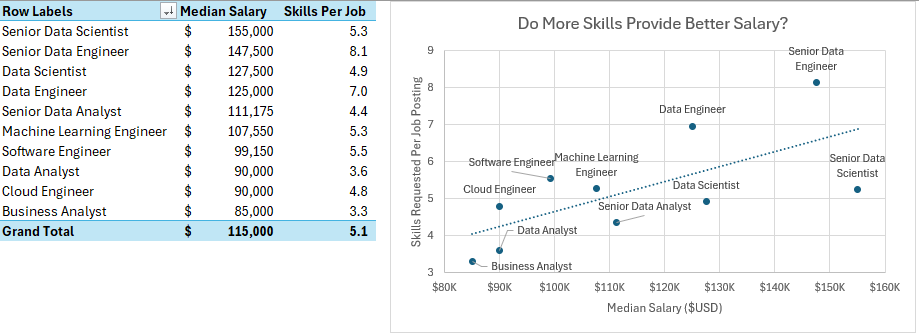 Row Labels Median Salary Skills Per Job
Senior Data Scientist $ 155,000 5.3
Senior Data Engineer $ 147,500 8.1
Data Scientist $ 127,500 4.9
Data Engineer $ 125,000 7.0
Senior Data Analyst $ 111,175 4.4
Machine Learning Engineer $ 107,550 5.3
Software Engineer $ 99,150 5.5
Data Analyst $ 90,000 3.6
Cloud Engineer $ 90,000 4.8
Business Analyst $ 85,000 3.3
Grand Total $ 115,000 5.1
Do More Skills Provide Better Salary?
Skills Requested Per Job Posting
9
8
7
6
5
4
3
Senior Data
Engineer
Data Engineer
Software Engineer
Machine Learning
Engineer
Senior Data
Scientist
Cloud Engineer
Data Scientist
Senior Data Analyst
Data Analyst
Business Analyst
$80K $90K $100K $110K $120K $130K $140K $150K $160K
Median Salary ($USD)